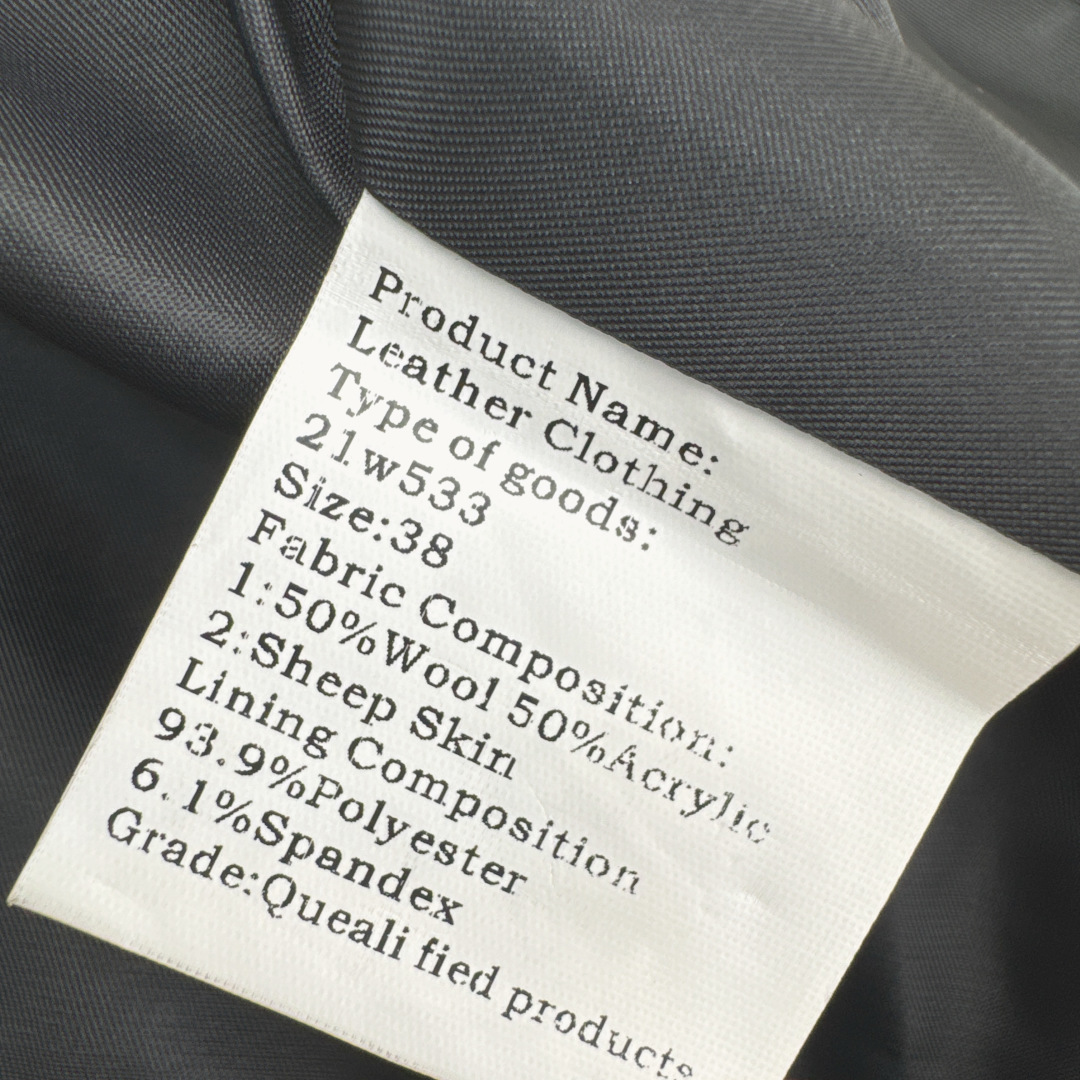 Product Name:
Leather Clothing
Type of goods:
21w533
Size:38
Fabric Composition:
1:50%Wool 50%Acrylic
2:Sheep Skin
Lining Composition
93.9%Polyester
6.1%Spandex
Grade:Queali fied products